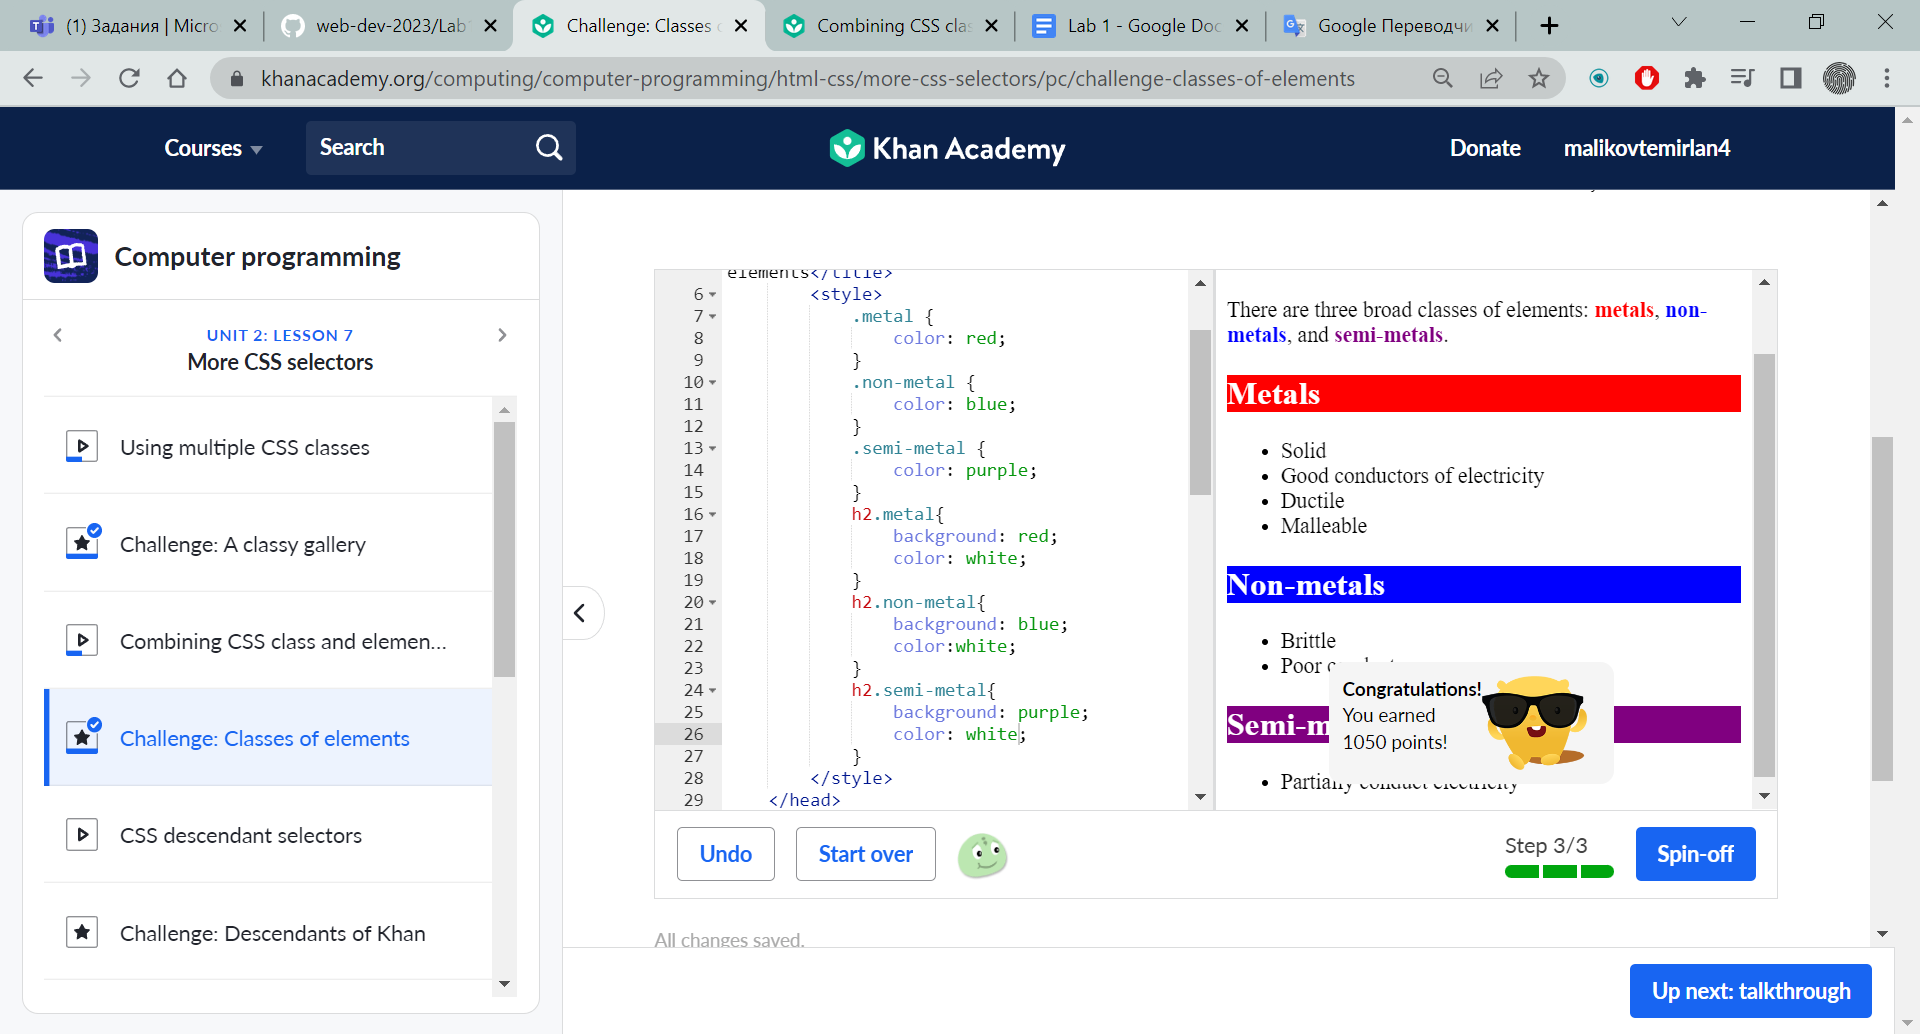 (1) Задания | Micro
web-dev-2023/Lab
Challenge: Classes
Combining CSS cla
Lab 1 - Google Doc
Google Переводчи
khanacademy.org/computing/computer-programming/html-css/more-css-selectors/pc/challenge-classes-of-elements
Courses
Search
Khan Academy
Donate
malikovtemirlan4
Computer programming
UNIT 2: LESSON 7
More CSS selectors
Using multiple CSS classes
Challenge: A classy gallery
Combining CSS class and elemen...
Challenge: Classes of elements
CSS descendant selectors
Challenge: Descendants of Khan
elements</title>
6 <style>
7 .metal {
8 color: red;
9 }
10 .non-metal {
11 color: blue;
12 }
13 .semi-metal {
14 color: purple;
15 }
16 h2.metal{
17 background: red;
18 color: white;
19 }
20 h2.non-metal{
21 background: blue;
22 color:white;
23 }
24 h2.semi-metal{
25 background: purple;
26 color: white;
27 }
28 </style>
29 </head>
There are three broad classes of elements: metals, non-
metals, and semi-metals.
Metals
• Solid
• Good conductors of electricity
• Ductile
• Malleable
Non-metals
• Brittle
• Poor
Semi-m
• Partially conduct electricity
Congratulations!
You earned
1050 points!
Undo
Start over
Step 3/3
Spin-off
All changes saved.
Up next: talkthrough